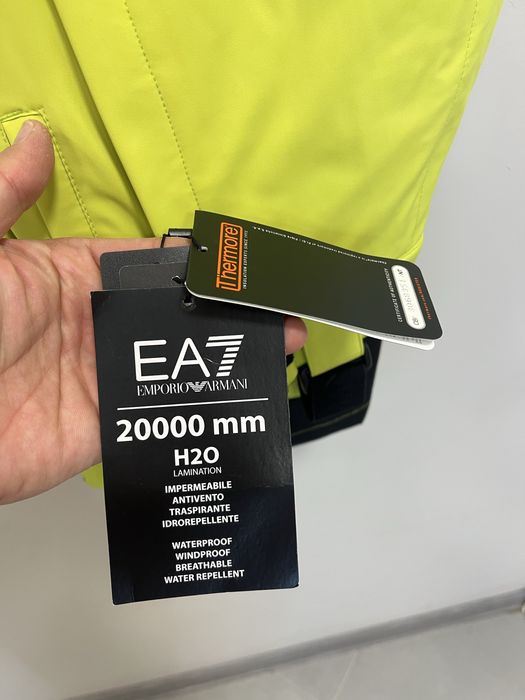 Thermore
INSULATION EXPERTS SINCE 1972
CERTIFICATE OF AUTHENTICITY
EA7
EMPORIO ARMANI
20000 mm
H2O
LAMINATION
IMPERMEABILE
ANTIVENTO
TRASPIRANTE
IDROREPELLENTE
WATERPROOF
WINDPROOF
BREATHABLE
WATER REPELLENT